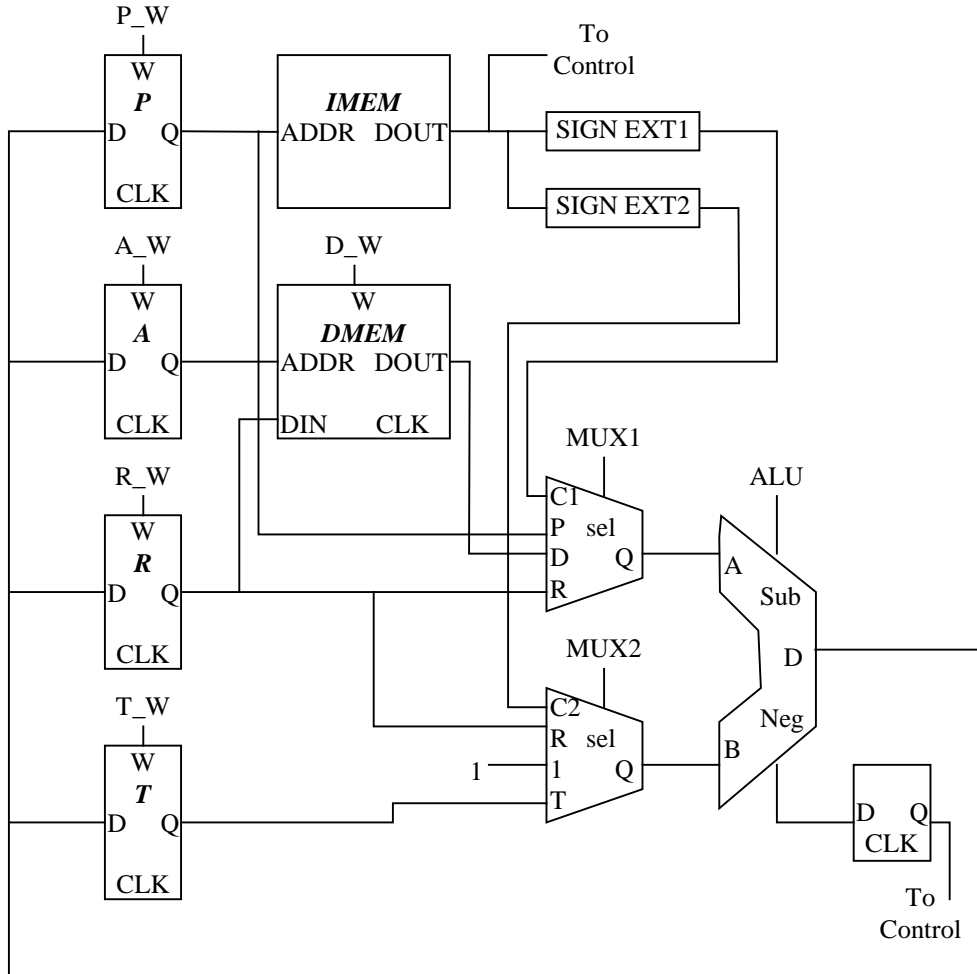 P_W
W
P
D Q
CLK
IMEM
ADDR DOUT
To
Control
SIGN EXT1
SIGN EXT2
A_W
W
A
D Q
CLK
D_W
W
DMEM
ADDR DOUT
DIN CLK
R_W
W
R
D Q
CLK
MUX1
C1
P sel
D Q
R
ALU
A
Sub
D
Neg
B
MUX2
C2
R sel
1 1 Q
T
T_W
W
T
D Q
CLK
D Q
CLK
To
Control